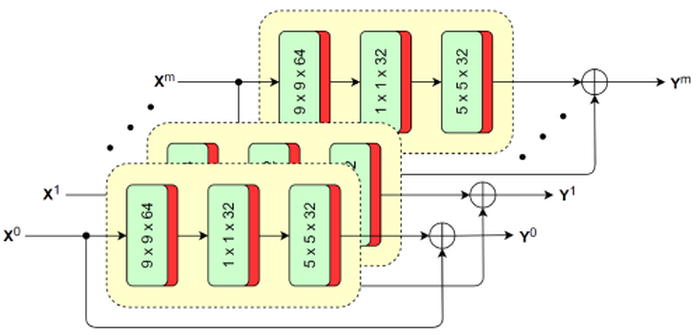 X^m
9 x 9 x 64
1 x 1 x 32
5 x 5 x 32
Y^m
X^1
Y^1
X^0
9 x 9 x 64
1 x 1 x 32
5 x 5 x 32
Y^0